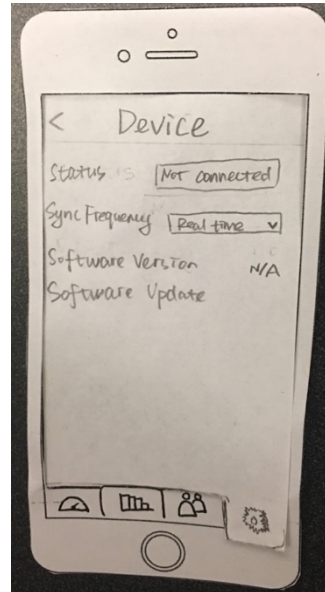 < Device
Status Not connected
Sync Frequency Real time
Software Version N/A
Software Update